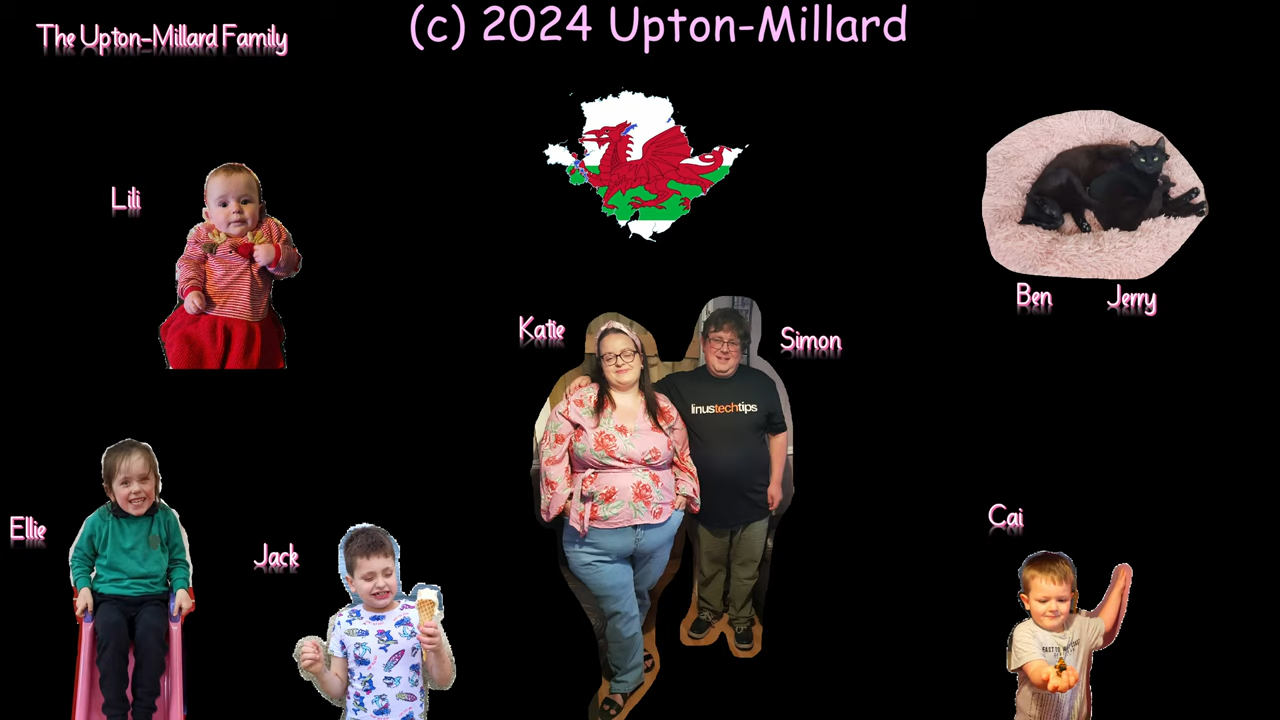 The Upton-Millard Family
(c) 2024 Upton-Millard
Lili
Ben
Jerry
Katie
Simon
linustechtips
Ellie
Jack
Cai